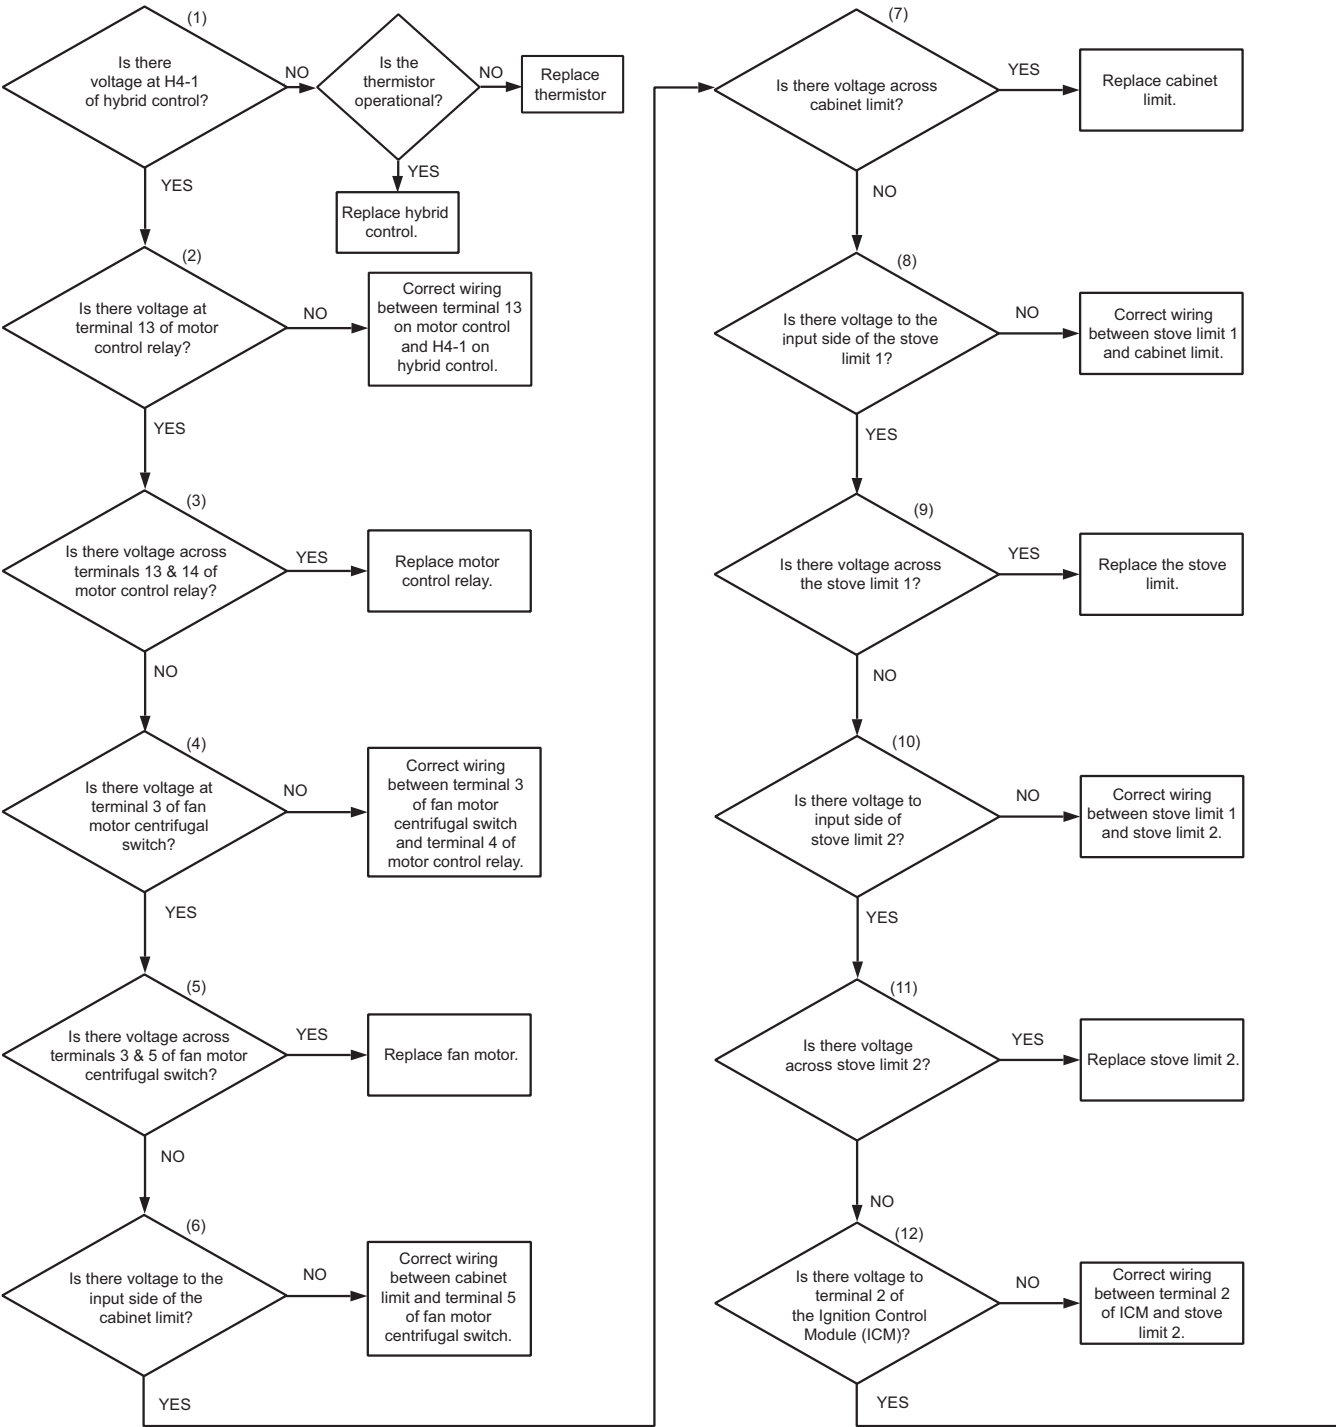 (1)
Is there
voltage at H4-1
of hybrid control?
NO
Is the
thermistor
operational?
NO
Replace
thermistor
YES
Replace hybrid
control.
YES
(2)
Is there voltage at
terminal 13 of motor
control relay?
NO
Correct wiring
between terminal 13
on motor control
and H4-1 on
hybrid control.
YES
(3)
Is there voltage across
terminals 13 & 14 of
motor control relay?
YES
Replace motor
control relay.
NO
(4)
Is there voltage at
terminal 3 of fan
motor centrifugal
switch?
NO
Correct wiring
between terminal 3
of fan motor
centrifugal switch
and terminal 4 of
motor control relay.
YES
(5)
Is there voltage across
terminals 3 & 5 of fan motor
centrifugal switch?
YES
Replace fan motor.
NO
(6)
Is there voltage to the
input side of the
cabinet limit?
NO
Correct wiring
between cabinet
limit and terminal 5
of fan motor
centrifugal switch.
YES
(7)
Is there voltage across
cabinet limit?
YES
Replace cabinet
limit.
NO
(8)
Is there voltage to the
input side of the stove
limit 1?
NO
Correct wiring
between stove limit 1
and cabinet limit.
YES
(9)
Is there voltage across
the stove limit 1?
YES
Replace the stove
limit.
NO
(10)
Is there voltage to
input side of
stove limit 2?
NO
Correct wiring
between stove limit 1
and stove limit 2.
YES
(11)
Is there voltage
across stove limit 2?
YES
Replace stove limit 2.
NO
(12)
Is there voltage to
terminal 2 of
the Ignition Control
Module (ICM)?
NO
Correct wiring
between terminal 2
of ICM and stove
limit 2.
YES